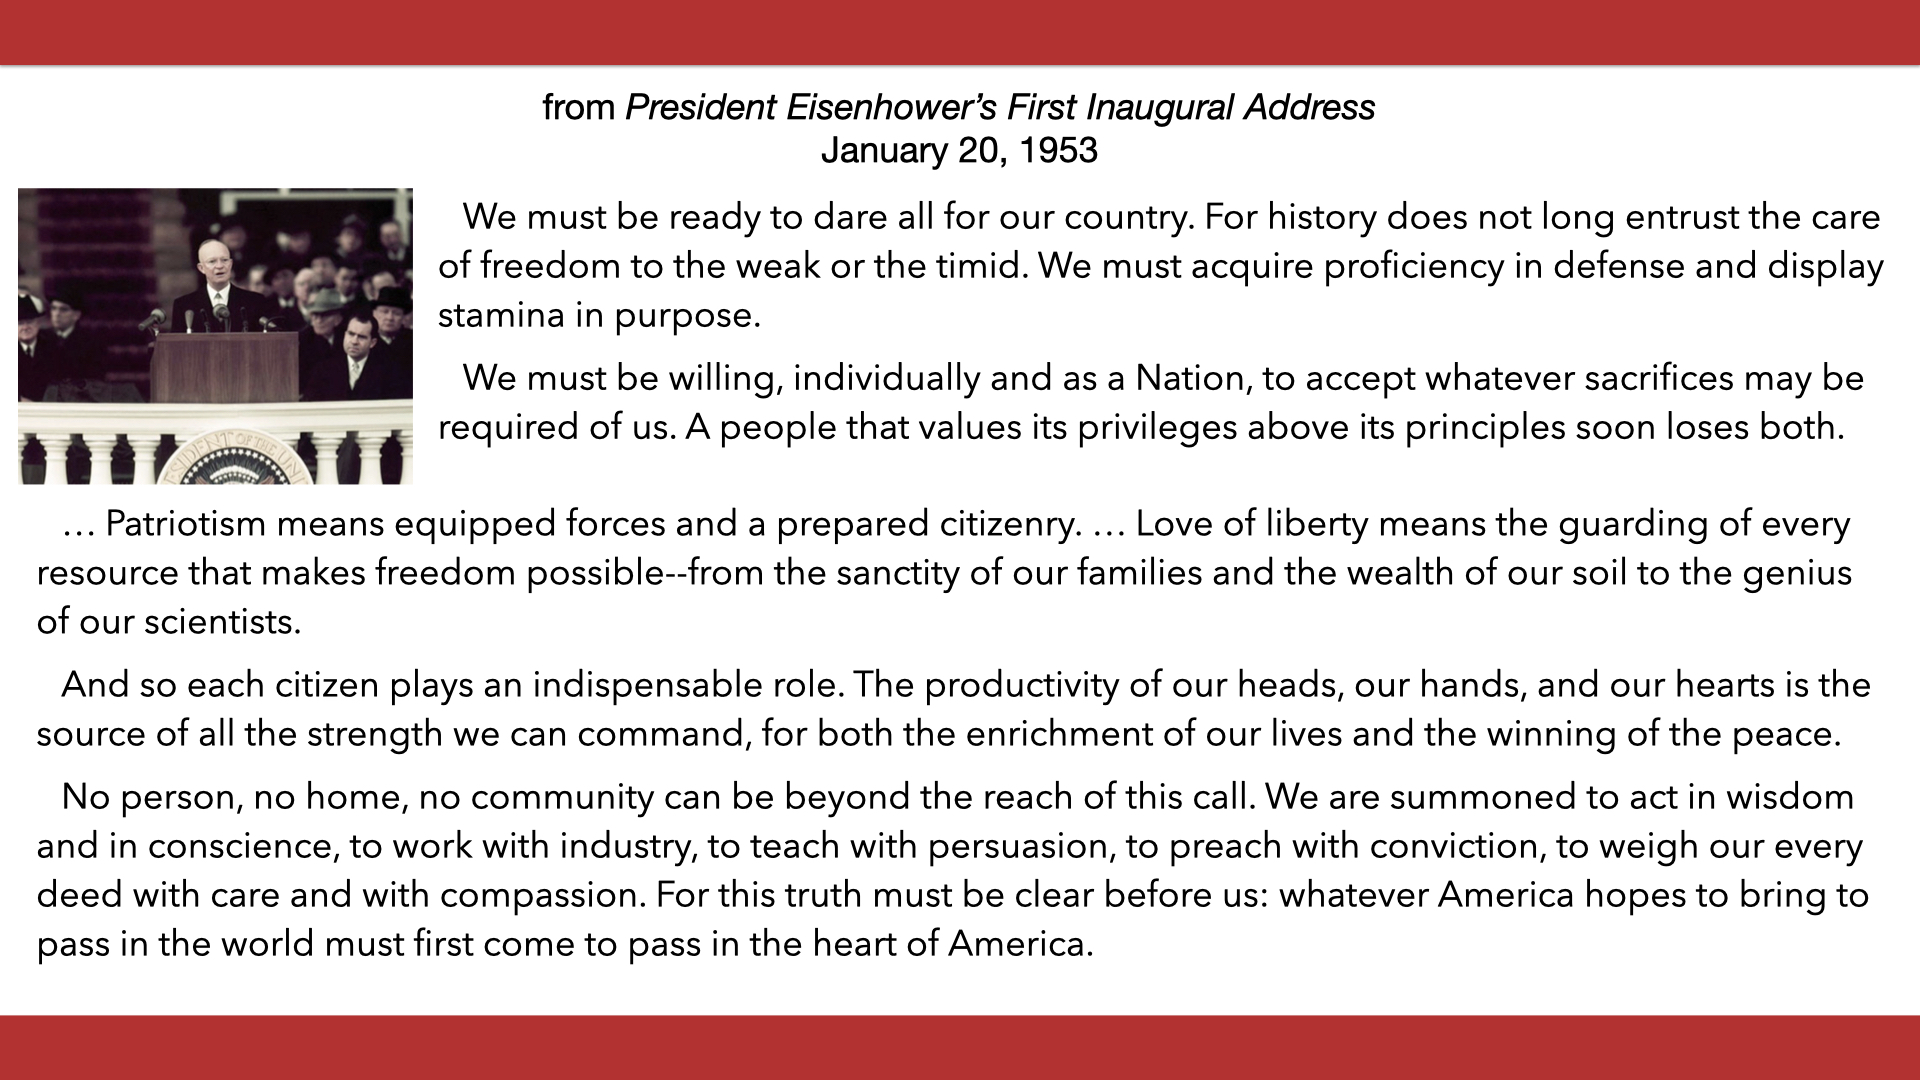 from President Eisenhower’s First Inaugural Address
January 20, 1953
We must be ready to dare all for our country. For history does not long entrust the care
of freedom to the weak or the timid. We must acquire proficiency in defense and display
stamina in purpose.
We must be willing, individually and as a Nation, to accept whatever sacrifices may be
required of us. A people that values its privileges above its principles soon loses both.
… Patriotism means equipped forces and a prepared citizenry. … Love of liberty means the guarding of every
resource that makes freedom possible--from the sanctity of our families and the wealth of our soil to the genius
of our scientists.
And so each citizen plays an indispensable role. The productivity of our heads, our hands, and our hearts is the
source of all the strength we can command, for both the enrichment of our lives and the winning of the peace.
No person, no home, no community can be beyond the reach of this call. We are summoned to act in wisdom
and in conscience, to work with industry, to teach with persuasion, to preach with conviction, to weigh our every
deed with care and with compassion. For this truth must be clear before us: whatever America hopes to bring to
pass in the world must first come to pass in the heart of America.